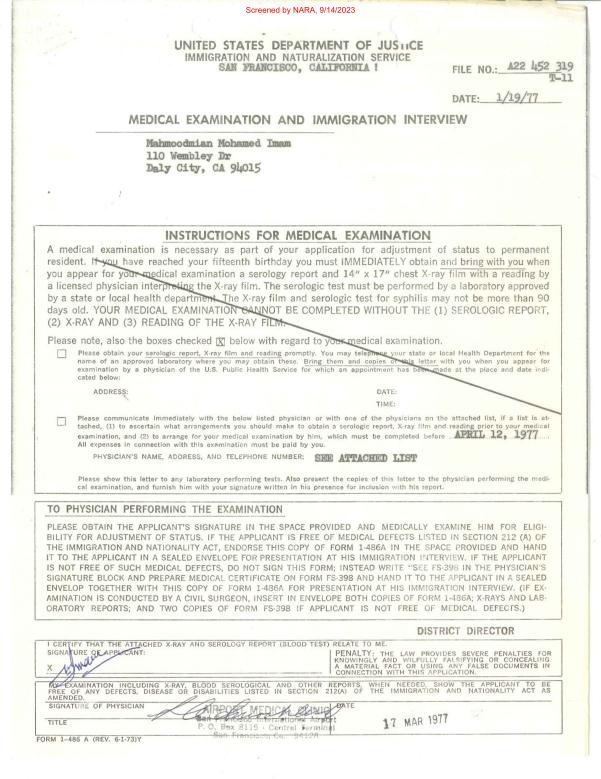 Screened by NARA, 9/14/2023
UNITED STATES DEPARTMENT OF JUSTICE
IMMIGRATION AND NATURALIZATION SERVICE
SAN FRANCISCO, CALIFORNIA !
FILE NO.: A22 452 319
T-11
DATE: 1/19/77
MEDICAL EXAMINATION AND IMMIGRATION INTERVIEW
Mahmoodmian Mohamed Imam
110 Wembley Dr
Daly City, CA 94015
INSTRUCTIONS FOR MEDICAL EXAMINATION
A medical examination is necessary as part of your application for adjustment of status to permanent
resident. If you have reached your fifteenth birthday you must IMMEDIATELY obtain and bring with you when
you appear for your medical examination a serology report and 14" x 17" chest X-ray film with a reading by
a licensed physician interpreting the X-ray film. The serologic test must be performed by a laboratory approved
by a state or local health department. The X-ray film and serologic test for syphilis may not be more than 90
days old. YOUR MEDICAL EXAMINATION CANNOT BE COMPLETED WITHOUT THE (1) SEROLOGIC REPORT,
(2) X-RAY AND (3) READING OF THE X-RAY FILM.
Please note, also the boxes checked X below with regard to your medical examination.
Please obtain your serologic report, X-ray film and reading promptly. You may telephone your state or local Health Department for the
name of an approved laboratory where you may obtain these. Bring them and copies of this letter with you when you appear for
examination by a physician of the U.S. Public Health Service for which an appointment has been made at the place and date indi-
cated below:
ADDRESS: DATE:
TIME:
Please communicate immediately with the below listed physician or with one of the physicians on the attached list, if a list is at-
tached, (1) to ascertain what arrangements you should make to obtain a serologic report, X-ray film and reading prior to your medical
examination, and (2) to arrange for your medical examination by him, which must be completed before APRIL 12, 1977
All expenses in connection with this examination must be paid by you.
PHYSICIAN'S NAME, ADDRESS, AND TELEPHONE NUMBER: SEE ATTACHED LIST
Please show this letter to any laboratory performing tests. Also present the copies of this letter to the physician performing the medi-
cal examination, and furnish him with your signature written in his presence for inclusion with his report.
TO PHYSICIAN PERFORMING THE EXAMINATION
PLEASE OBTAIN THE APPLICANT'S SIGNATURE IN THE SPACE PROVIDED AND MEDICALLY EXAMINE HIM FOR ELIGI-
BILITY FOR ADJUSTMENT OF STATUS. IF THE APPLICANT IS FREE OF MEDICAL DEFECTS LISTED IN SECTION 212 (A) OF
THE IMMIGRATION AND NATIONALITY ACT, ENDORSE THIS COPY OF FORM 1-486A IN THE SPACE PROVIDED AND HAND
IT TO THE APPLICANT IN A SEALED ENVELOPE FOR PRESENTATION AT HIS IMMIGRATION INTERVIEW. IF THE APPLICANT
IS NOT FREE OF SUCH MEDICAL DEFECTS, DO NOT SIGN THIS FORM; INSTEAD WRITE "SEE FS-398 IN THE PHYSICIAN'S
SIGNATURE BLOCK AND PREPARE MEDICAL CERTIFICATE ON FORM FS-398 AND HAND IT TO THE APPLICANT IN A SEALED
ENVELOP TOGETHER WITH THIS COPY OF FORM 1-486A FOR PRESENTATION AT HIS IMMIGRATION INTERVIEW. (IF EX-
AMINATION IS CONDUCTED BY A CIVIL SURGEON, INSERT IN ENVELOPE BOTH COPIES OF FORM 1-486A; X-RAYS AND LAB-
ORATORY REPORTS; AND TWO COPIES OF FORM FS-398 IF APPLICANT IS NOT FREE OF MEDICAL DEFECTS.)
DISTRICT DIRECTOR
I CERTIFY THAT THE ATTACHED X-RAY AND SEROLOGY REPORT (BLOOD TEST) RELATE TO ME.
SIGNATURE OF APPLICANT:
X
PENALTY: THE LAW PROVIDES SEVERE PENALTIES FOR
KNOWINGLY AND WILFULLY FALSIFYING OR CONCEALING
A MATERIAL FACT OR USING ANY FALSE DOCUMENTS IN
CONNECTION WITH THIS APPLICATION.
MY EXAMINATION INCLUDING X-RAY, BLOOD SEROLOGICAL AND OTHER REPORTS, WHEN NEEDED, SHOW THE APPLICANT TO BE
FREE OF ANY DEFECTS, DISEASE OR DISABILITIES LISTED IN SECTION 212(A) OF THE IMMIGRATION AND NATIONALITY ACT AS
AMENDED.
SIGNATURE OF PHYSICIAN
AIRPORT MEDICAL CLINIC
San Francisco International Airport
P. O. Box 8115 - Central Terminal
San Francisco, Ca. 94128
DATE
17 MAR 1977
TITLE
FORM 1-486 A (REV. 6-1-73)Y